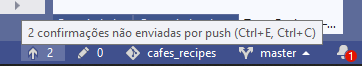 2 confirmações não enviadas por push (Ctrl+E, Ctrl+C)
2 0 cafes_recipes master 1